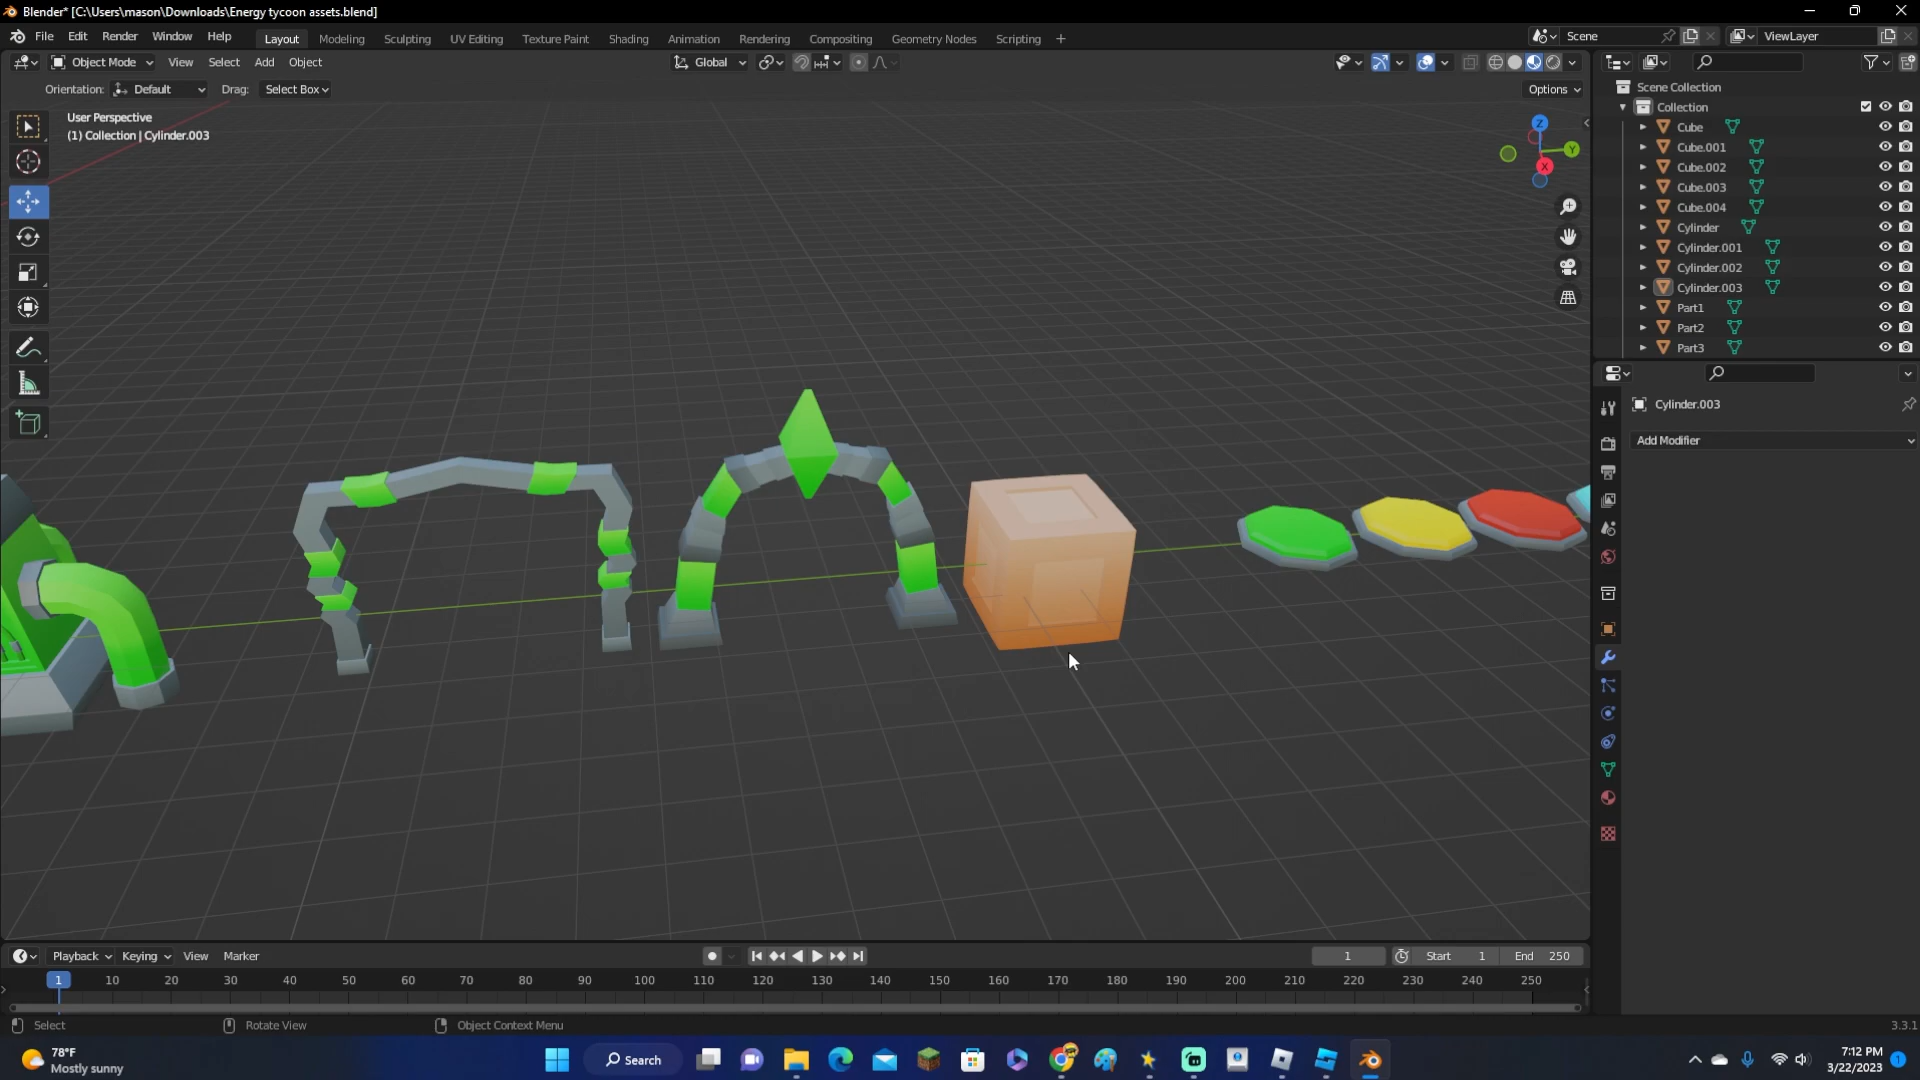 Blender* [C:\Users\mason\Downloads\Energy tycoon assets.blend]
File Edit Render Window Help Layout Modeling Sculpting UV Editing Texture Paint Shading Animation Rendering Compositing Geometry Nodes Scripting + Scene ViewLayer
Object Mode View Select Add Object Global
Orientation: Default Drag: Select Box Options
User Perspective
(1) Collection | Cylinder.003
Z
Y
X
Scene Collection
Collection
Cube
Cube.001
Cube.002
Cube.003
Cube.004
Cylinder
Cylinder.001
Cylinder.002
Cylinder.003
Part1
Part2
Part3
Cylinder.003
Add Modifier
Playback Keying View Marker 1 Start 1 End 250
1 10 20 30 40 50 60 70 80 90 100 110 120 130 140 150 160 170 180 190 200 210 220 230 240 250
Select Rotate View Object Context Menu 3.3.1
78°F
Mostly sunny
Search
7:12 PM
3/22/2023
1